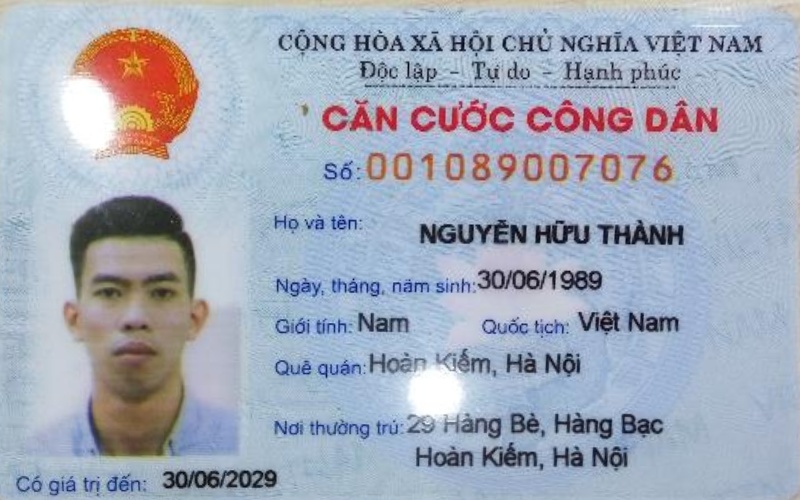 CỘNG HÒA XÃ HỘI CHỦ NGHĨA VIỆT NAM
Độc lập - Tự do - Hạnh phúc
CĂN CƯỚC CÔNG DÂN
Số: 001089007076
Họ và tên: NGUYỄN HỮU THÀNH
Ngày, tháng, năm sinh: 30/06/1989
Giới tính: Nam Quốc tịch: Việt Nam
Quê quán: Hoàn Kiếm, Hà Nội
Nơi thường trú: 29 Hàng Bè, Hàng Bạc
Hoàn Kiếm, Hà Nội
Có giá trị đến: 30/06/2029